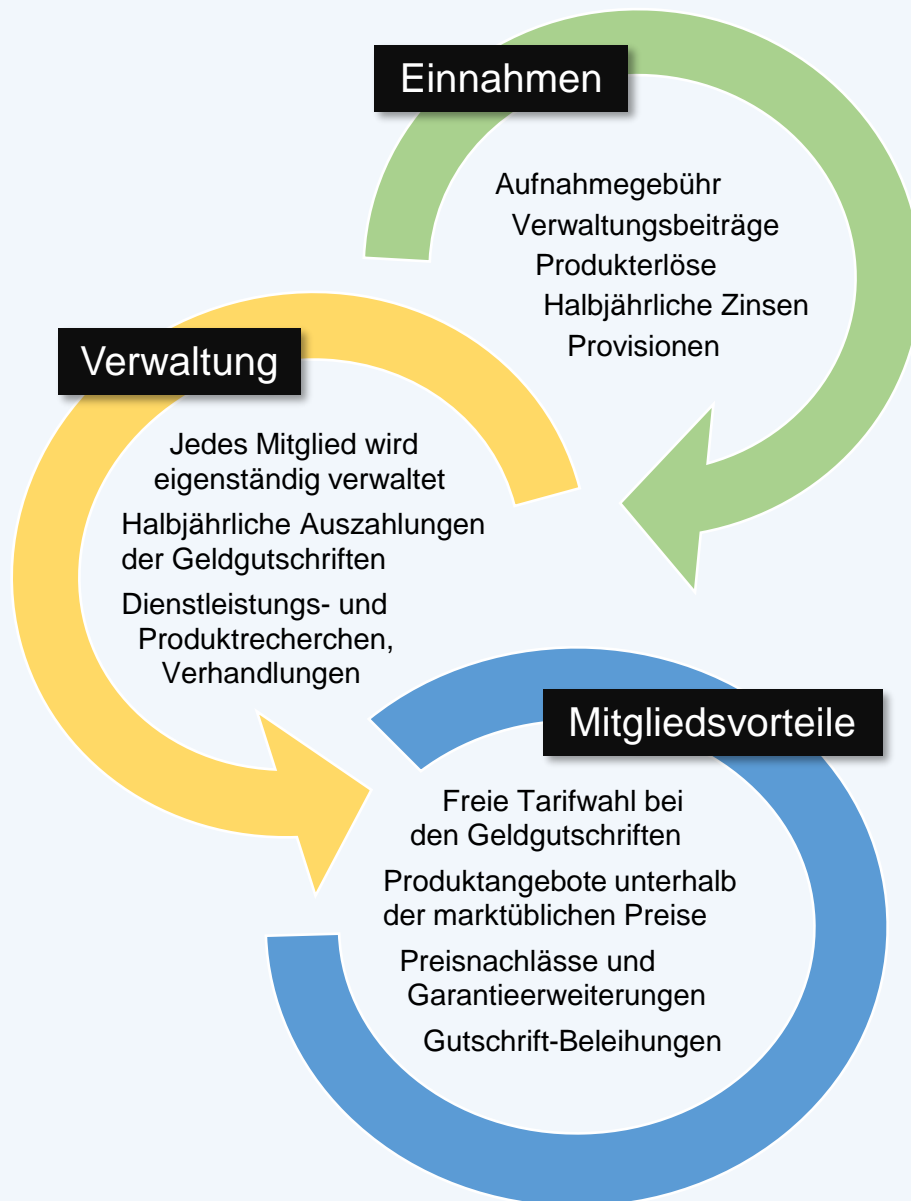 Einnahmen
Aufnahmegebühr
Verwaltungsbeiträge
Produkterlöse
Halbjährliche Zinsen
Provisionen
Verwaltung
Jedes Mitglied wird
eigenständig verwaltet
Halbjährliche Auszahlungen
der Geldgutschriften
Dienstleistungs- und
Produktrecherchen,
Verhandlungen
Mitgliedsvorteile
Freie Tarifwahl bei
den Geldgutschriften
Produktangebote unterhalb
der marktüblichen Preise
Preisnachlässe und
Garantieerweiterungen
Gutschrift-Beleihungen